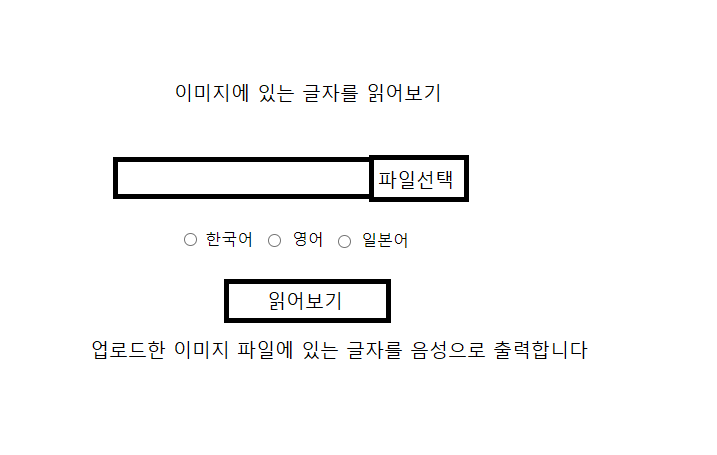 이미지에 있는 글자를 읽어보기
파일선택
한국어 영어 일본어
읽어보기
업로드한 이미지 파일에 있는 글자를 음성으로 출력합니다